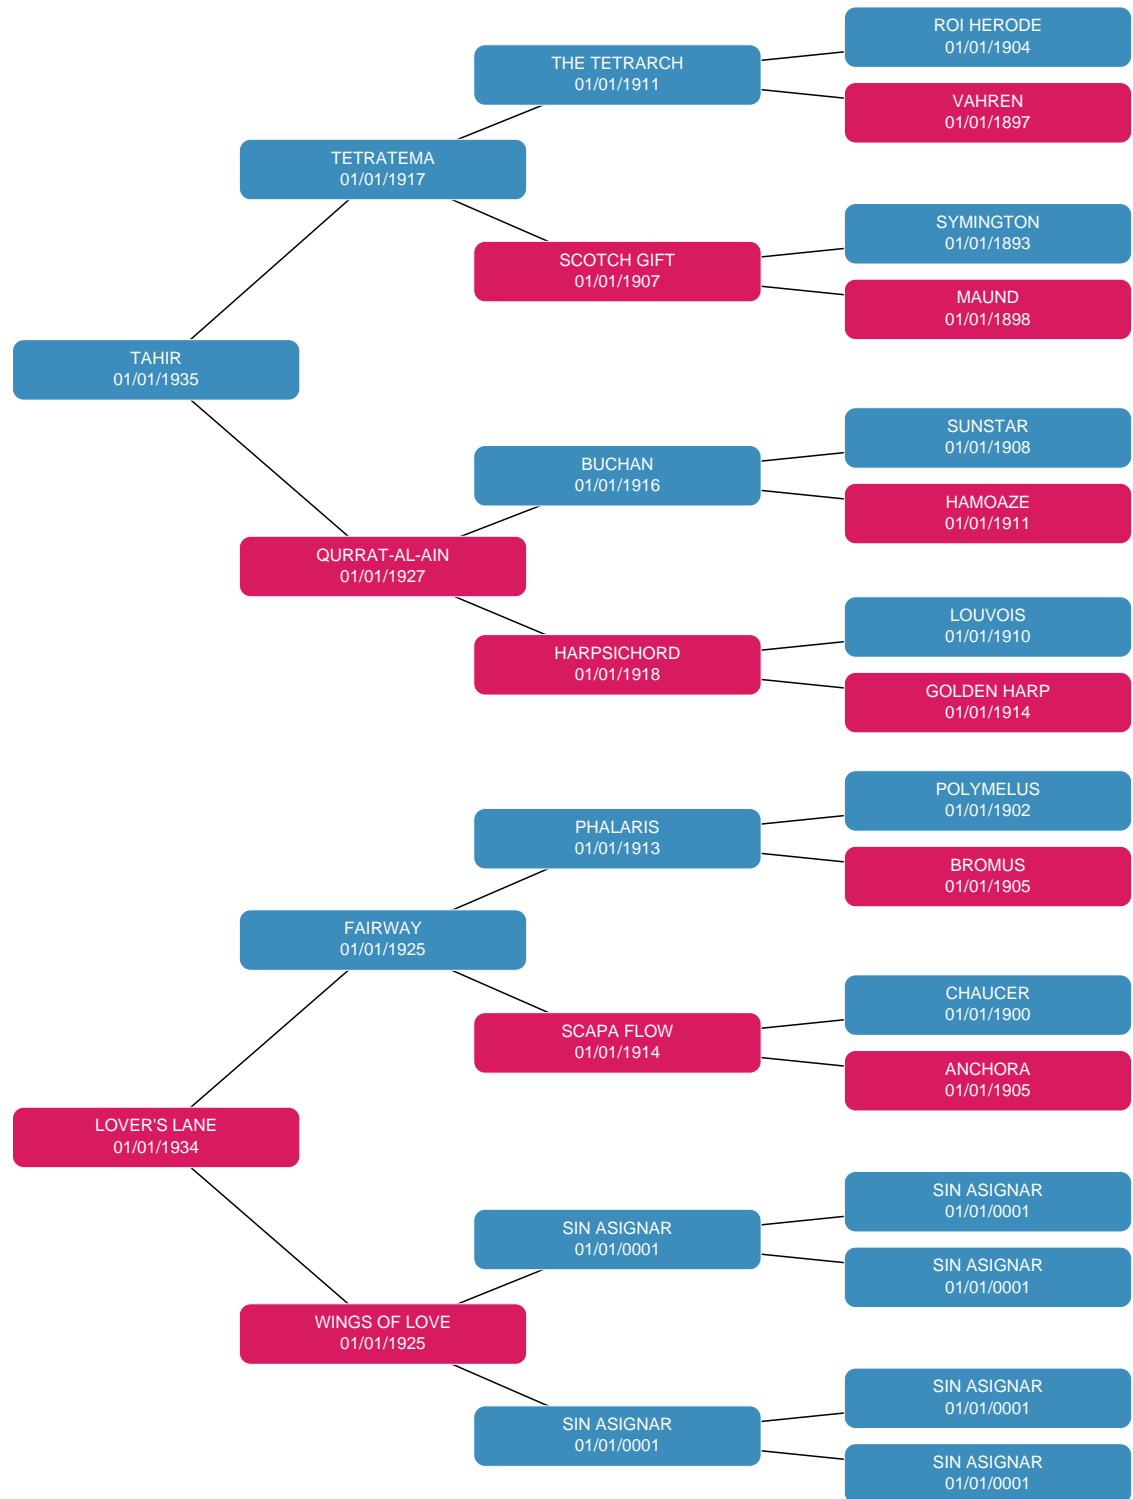 ROI HERODE
01/01/1904
THE TETRARCH
01/01/1911
VAHREN
01/01/1897
TETRATEMA
01/01/1917
SYMINGTON
01/01/1893
SCOTCH GIFT
01/01/1907
MAUND
01/01/1898
TAHIR
01/01/1935
SUNSTAR
01/01/1908
BUCHAN
01/01/1916
HAMOAZE
01/01/1911
QURRAT-AL-AIN
01/01/1927
LOUVOIS
01/01/1910
HARPSICHORD
01/01/1918
GOLDEN HARP
01/01/1914
POLYMELUS
01/01/1902
PHALARIS
01/01/1913
BROMUS
01/01/1905
FAIRWAY
01/01/1925
CHAUCER
01/01/1900
SCAPA FLOW
01/01/1914
ANCHORA
01/01/1905
LOVER'S LANE
01/01/1934
SIN ASIGNAR
01/01/0001
SIN ASIGNAR
01/01/0001
SIN ASIGNAR
01/01/0001
WINGS OF LOVE
01/01/1925
SIN ASIGNAR
01/01/0001
SIN ASIGNAR
01/01/0001
SIN ASIGNAR
01/01/0001